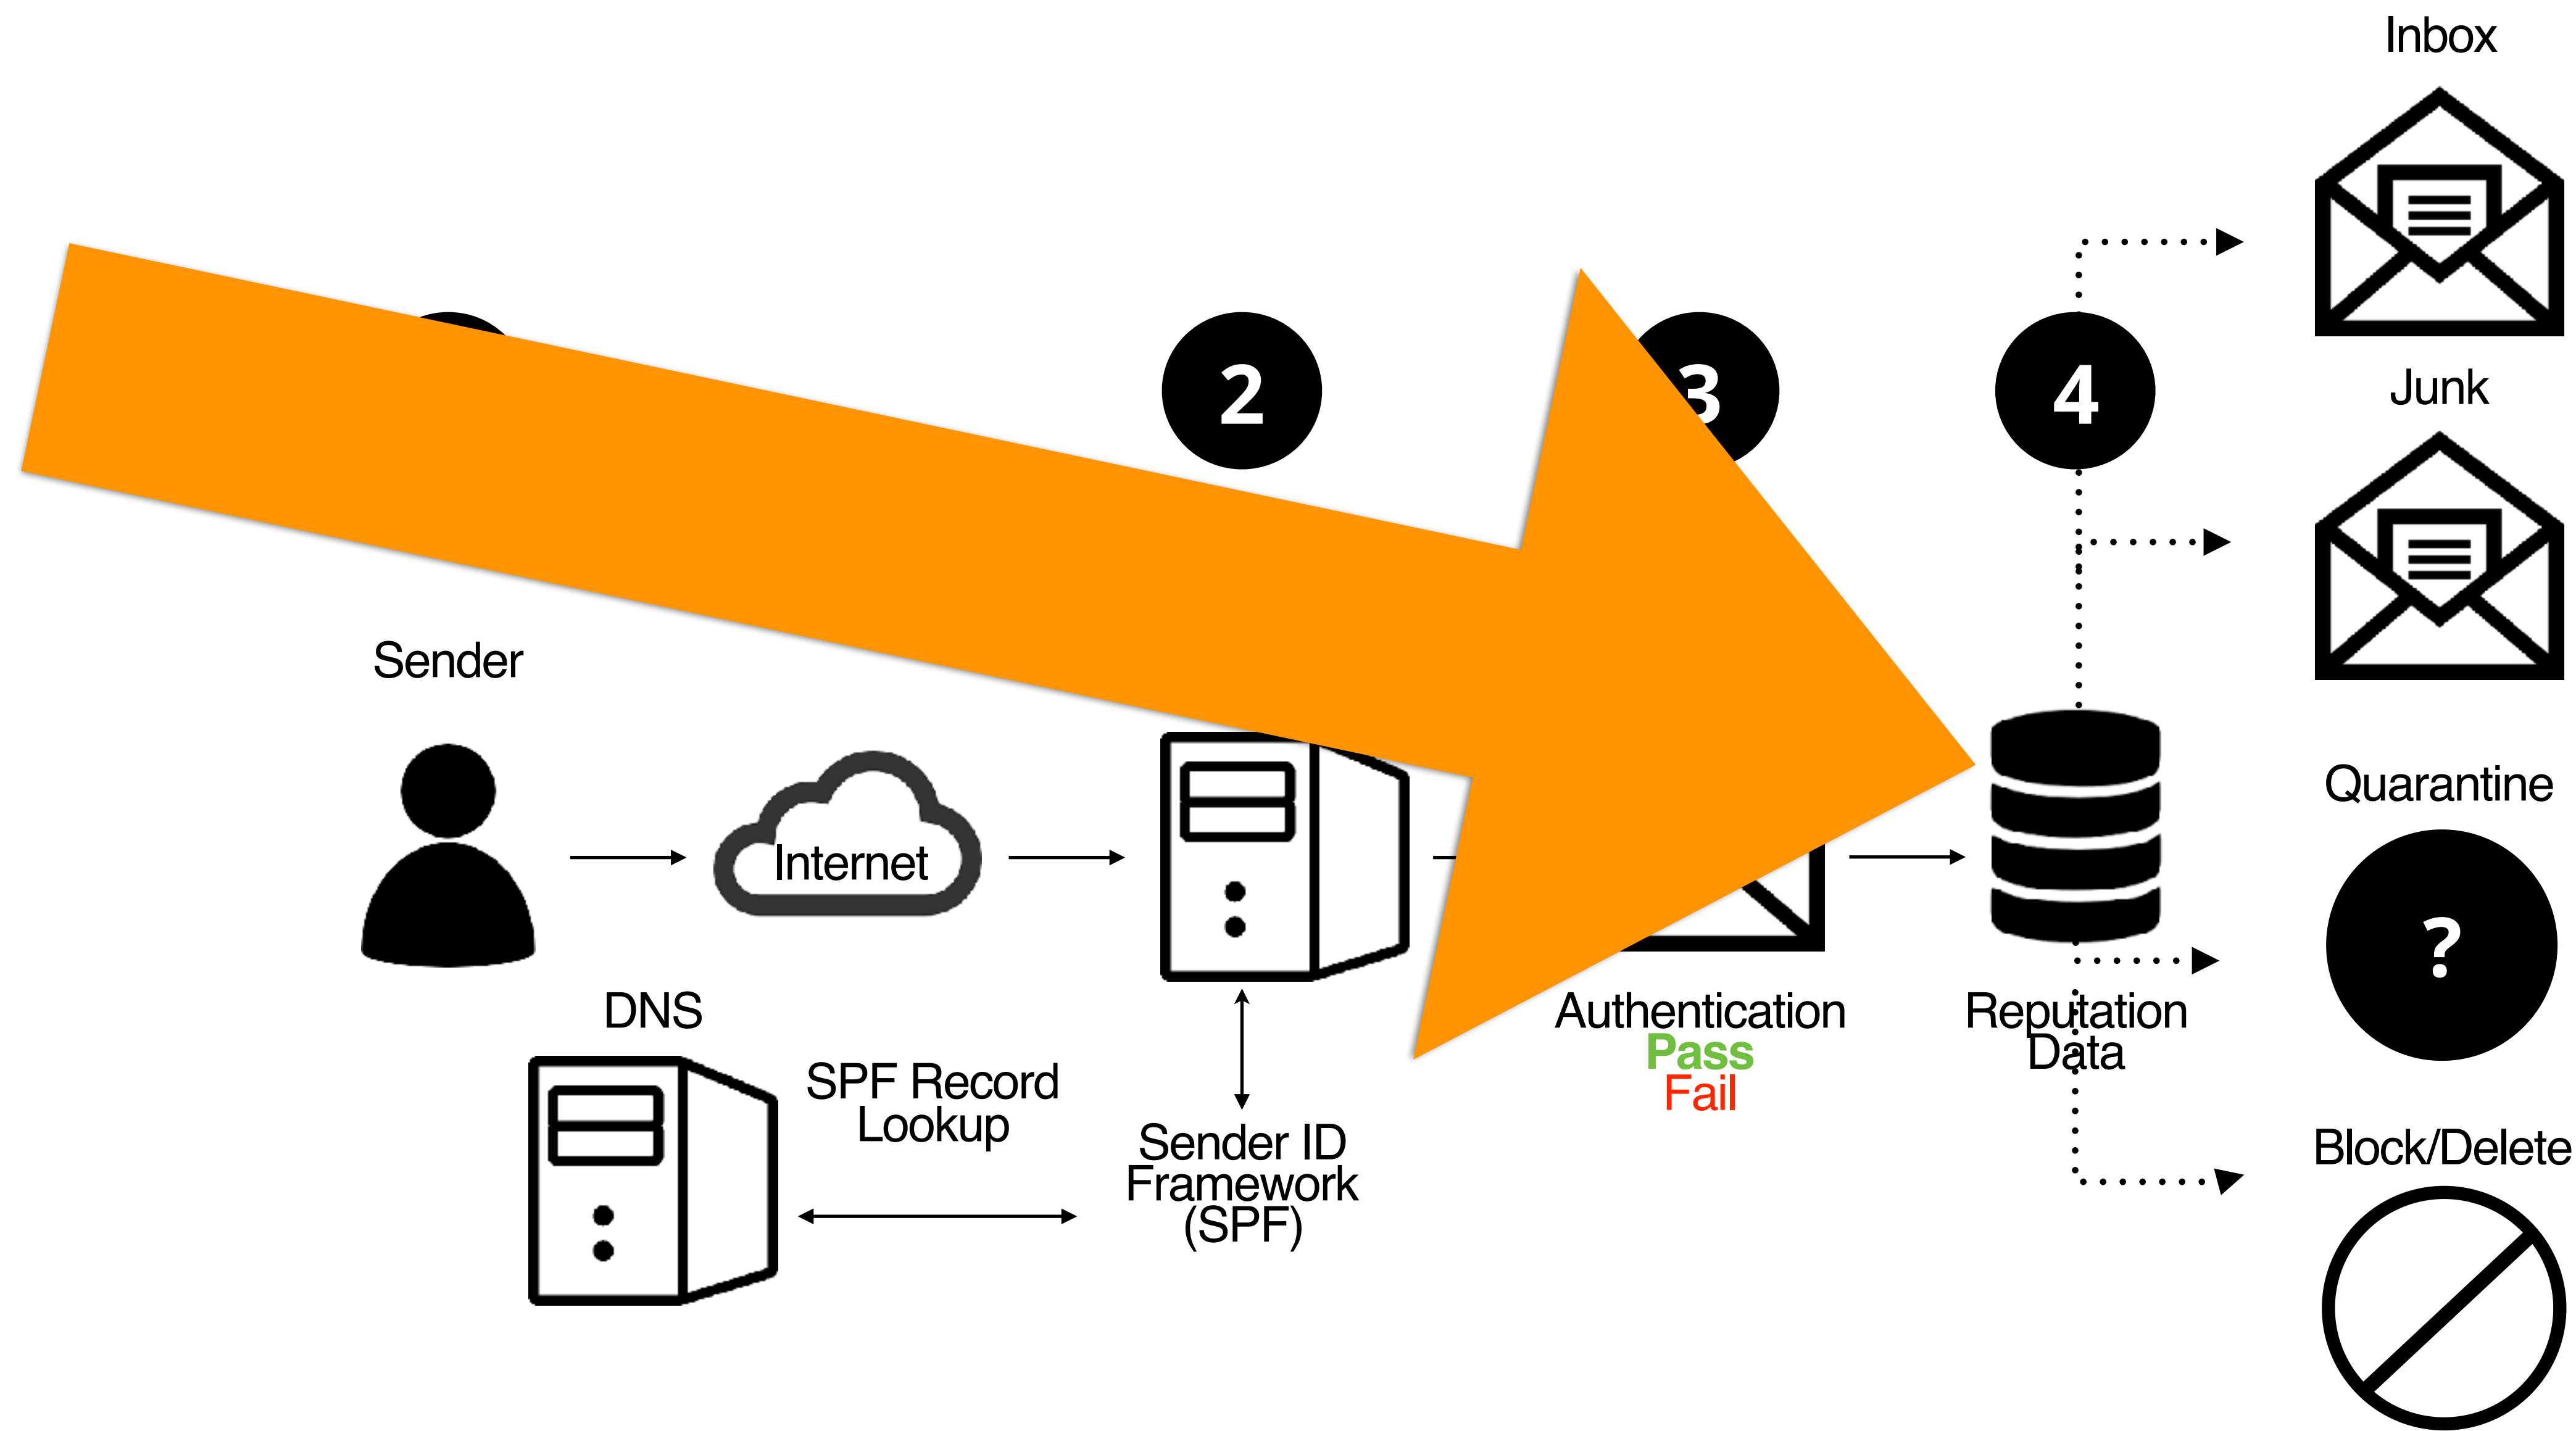 Inbox
2
3
4
Junk
Sender
Quarantine
Internet
?
DNS
Authentication
Pass
Fail
Reputation
Data
SPF Record
Lookup
Sender ID
Framework
(SPF)
Block/Delete